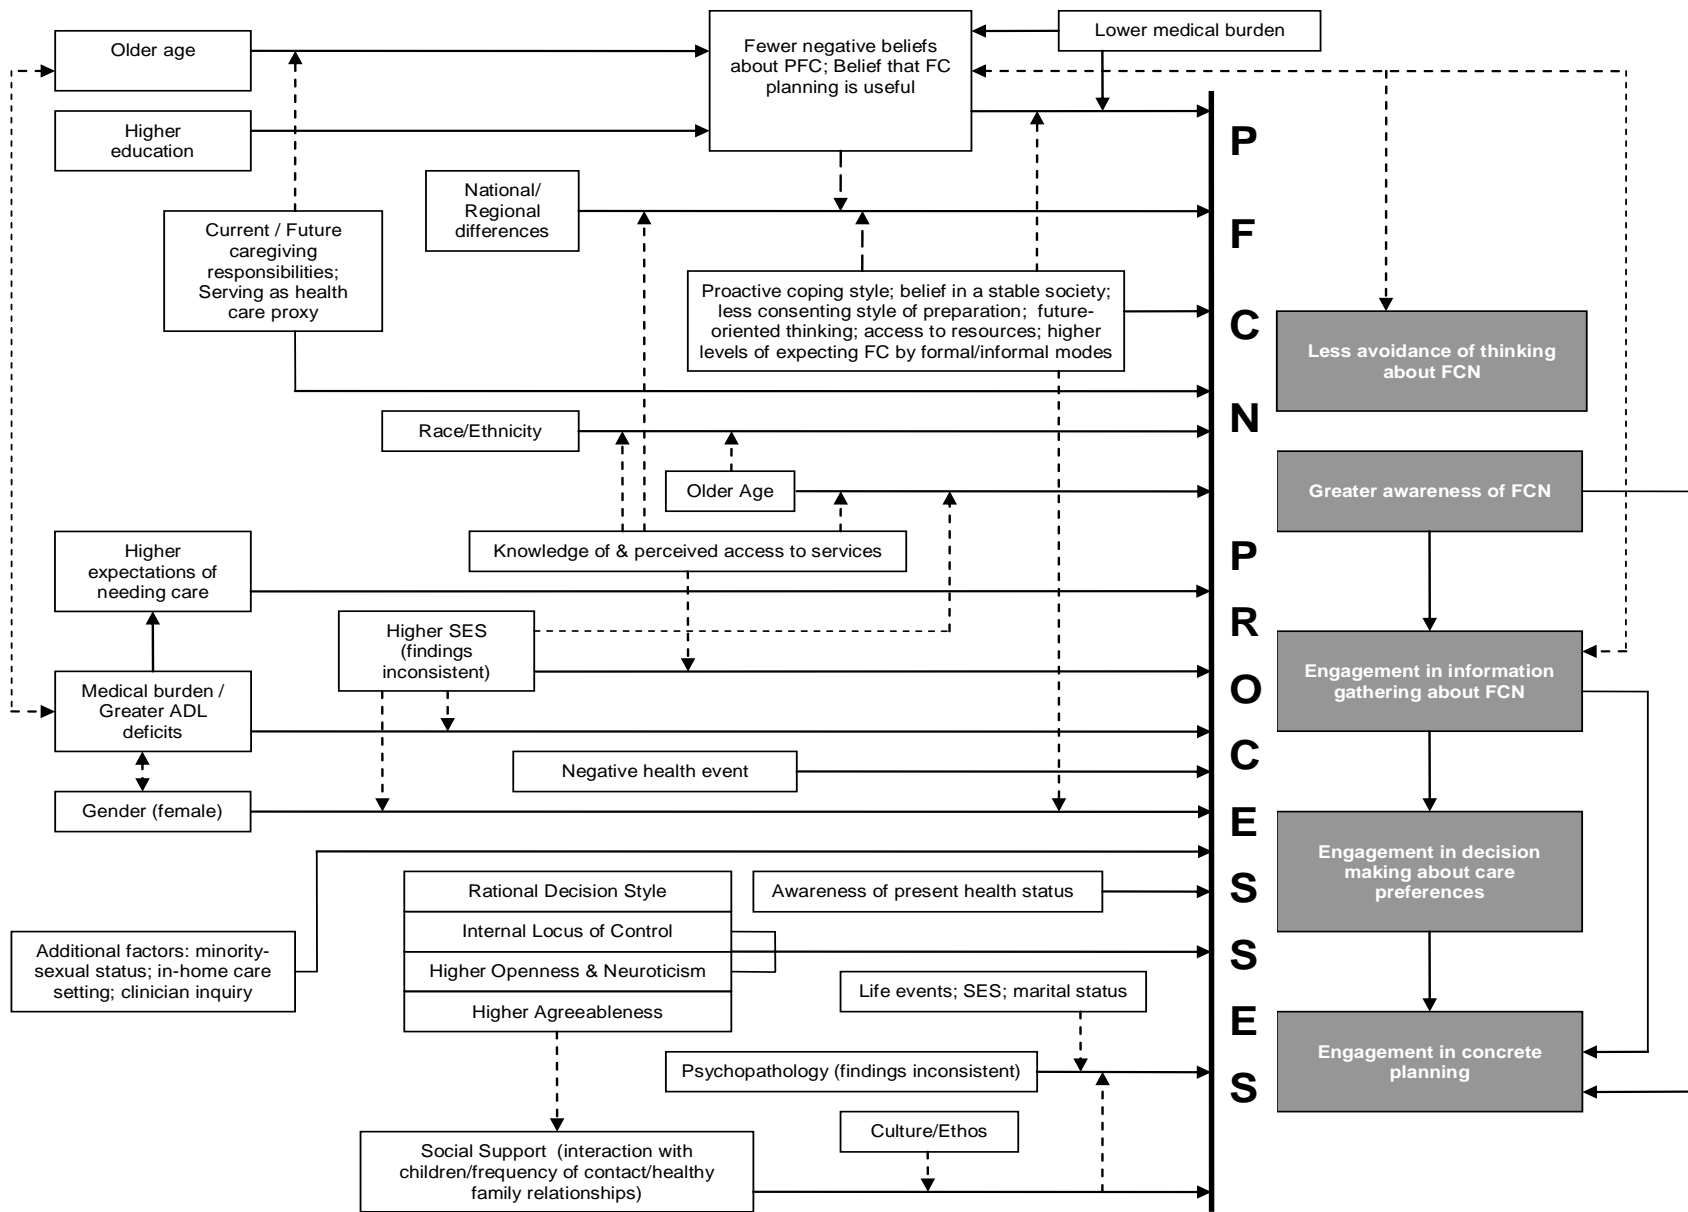 Older age
Higher
education
Fewer negative beliefs
about PFC; Belief that FC
planning is useful
Lower medical burden
National/
Regional
differences
Current / Future
caregiving
responsibilities;
Serving as health
care proxy
Proactive coping style; belief in a stable society;
less consenting style of preparation;  future-
oriented thinking; access to resources; higher
levels of expecting FC by formal/informal modes
Race/Ethnicity
Older Age
Knowledge of & perceived access to services
Higher
expectations of
needing care
Higher SES
(findings
inconsistent)
Medical burden /
Greater ADL
deficits
Negative health event
Gender (female)
Rational Decision Style
Internal Locus of Control
Higher Openness & Neuroticism
Higher Agreeableness
Awareness of present health status
Additional factors: minority-
sexual status; in-home care
setting; clinician inquiry
Life events; SES; marital status
Psychopathology (findings inconsistent)
Culture/Ethos
Social Support  (interaction with
children/frequency of contact/healthy
family relationships)
P
F
C
N
P
R
O
C
E
S
S
E
S
Less avoidance of thinking
about FCN
Greater awareness of FCN
Engagement in information
gathering about FCN
Engagement in decision
making about care
preferences
Engagement in concrete
planning